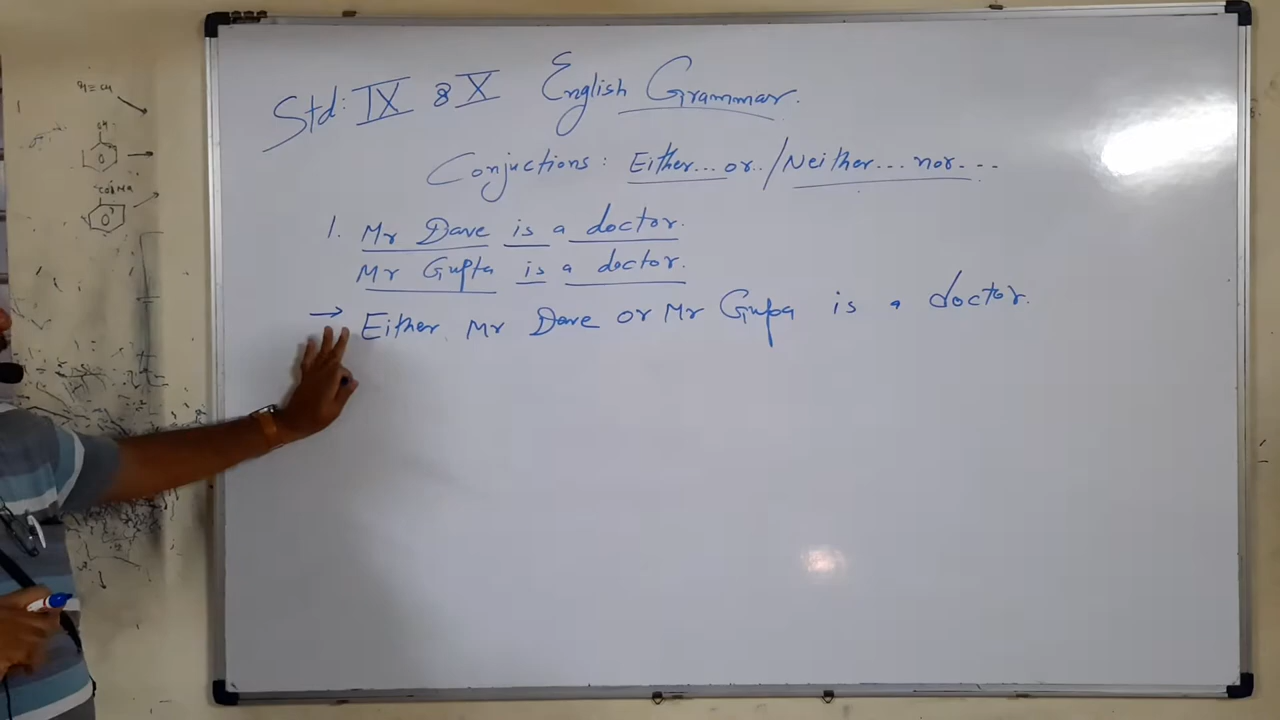 Std: IX & X English Grammar.
Conjuctions: Either...or../Neither...nor....
1. Mr Dave is a doctor.
Mr Gupta is a doctor.
→ Either Mr Dave or Mr Gupa is a doctor.